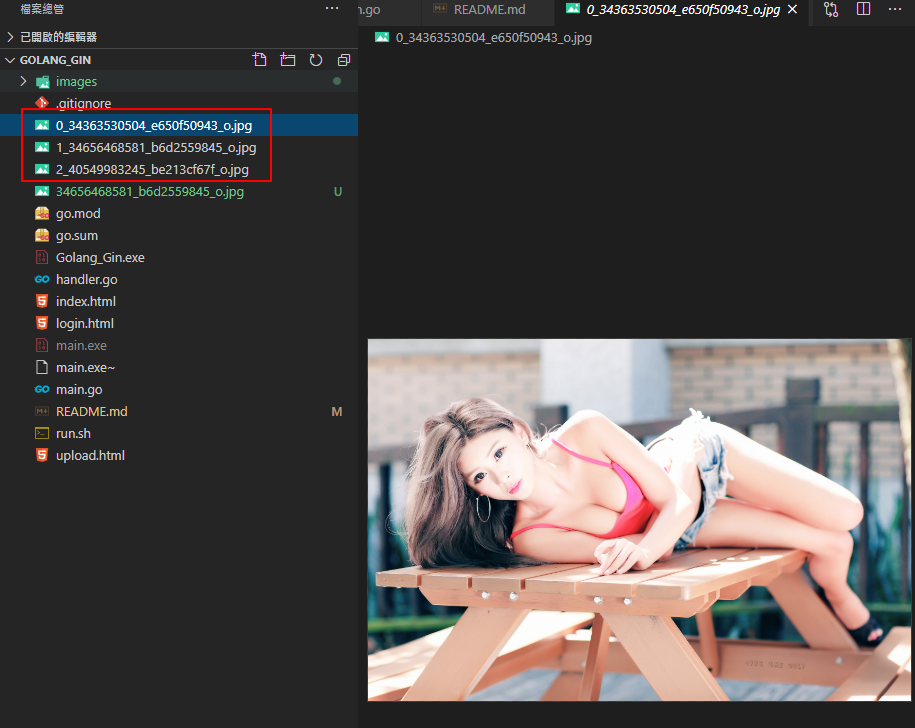 檔案總管 ···
已開啟的編輯器
GOLANG_GIN
images
.gitignore
0_34363530504_e650f50943_o.jpg
1_34656468581_b6d2559845_o.jpg
2_40549983245_be213cf67f_o.jpg
34656468581_b6d2559845_o.jpg U
go.mod
go.sum
Golang_Gin.exe
handler.go
index.html
login.html
main.exe
main.exe~
main.go
README.md M
run.sh
upload.html
n.go README.md 0_34363530504_e650f50943_o.jpg
0_34363530504_e650f50943_o.jpg